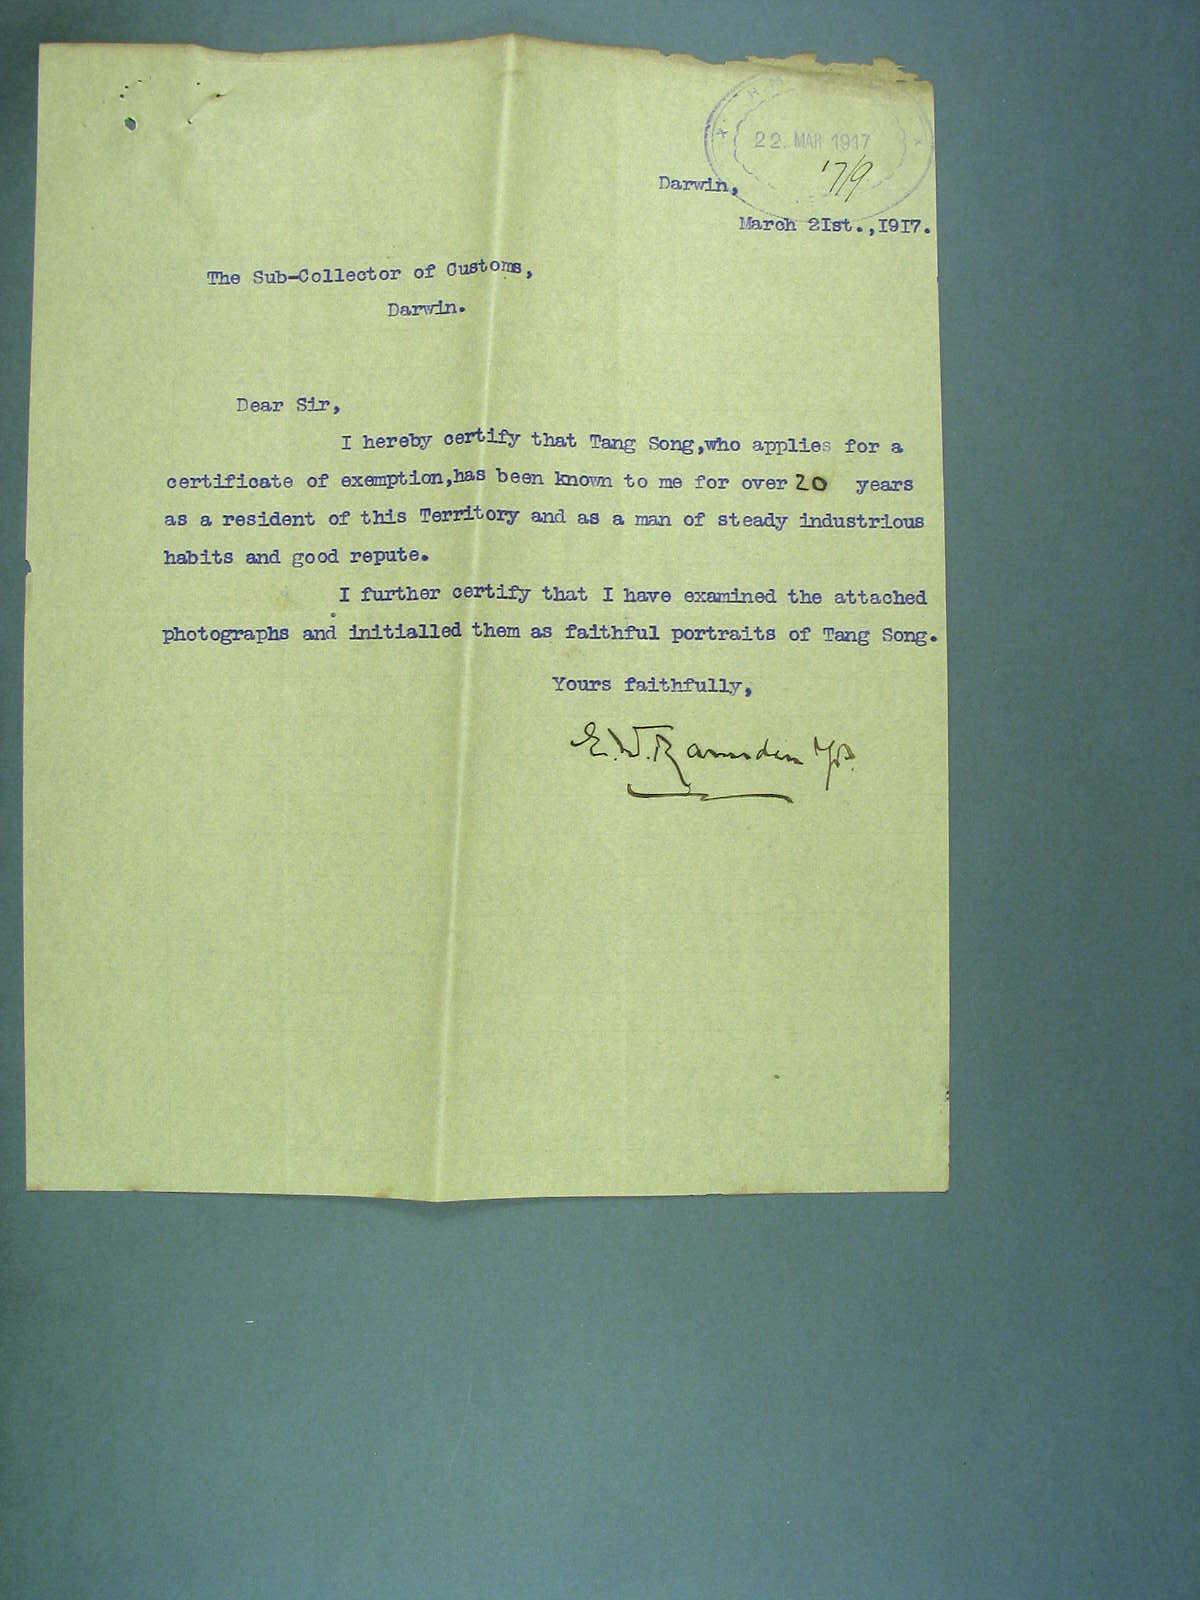 22. MAR 1917
17/9
Darwin,
March 2Ist.,I9I7.
The Sub-Collector of Customs,
Darwin.
Dear Sir,
I hereby certify that Tang Song,who applies for a
certificate of exemption,has been known to me for over 20 years
as a resident of this Territory and as a man of steady industrious
habits and good repute.
I further certify that I have examined the attached
photographs and initialled them as faithful portraits of Tang Song.
Yours faithfully,
E.W.Ramsden